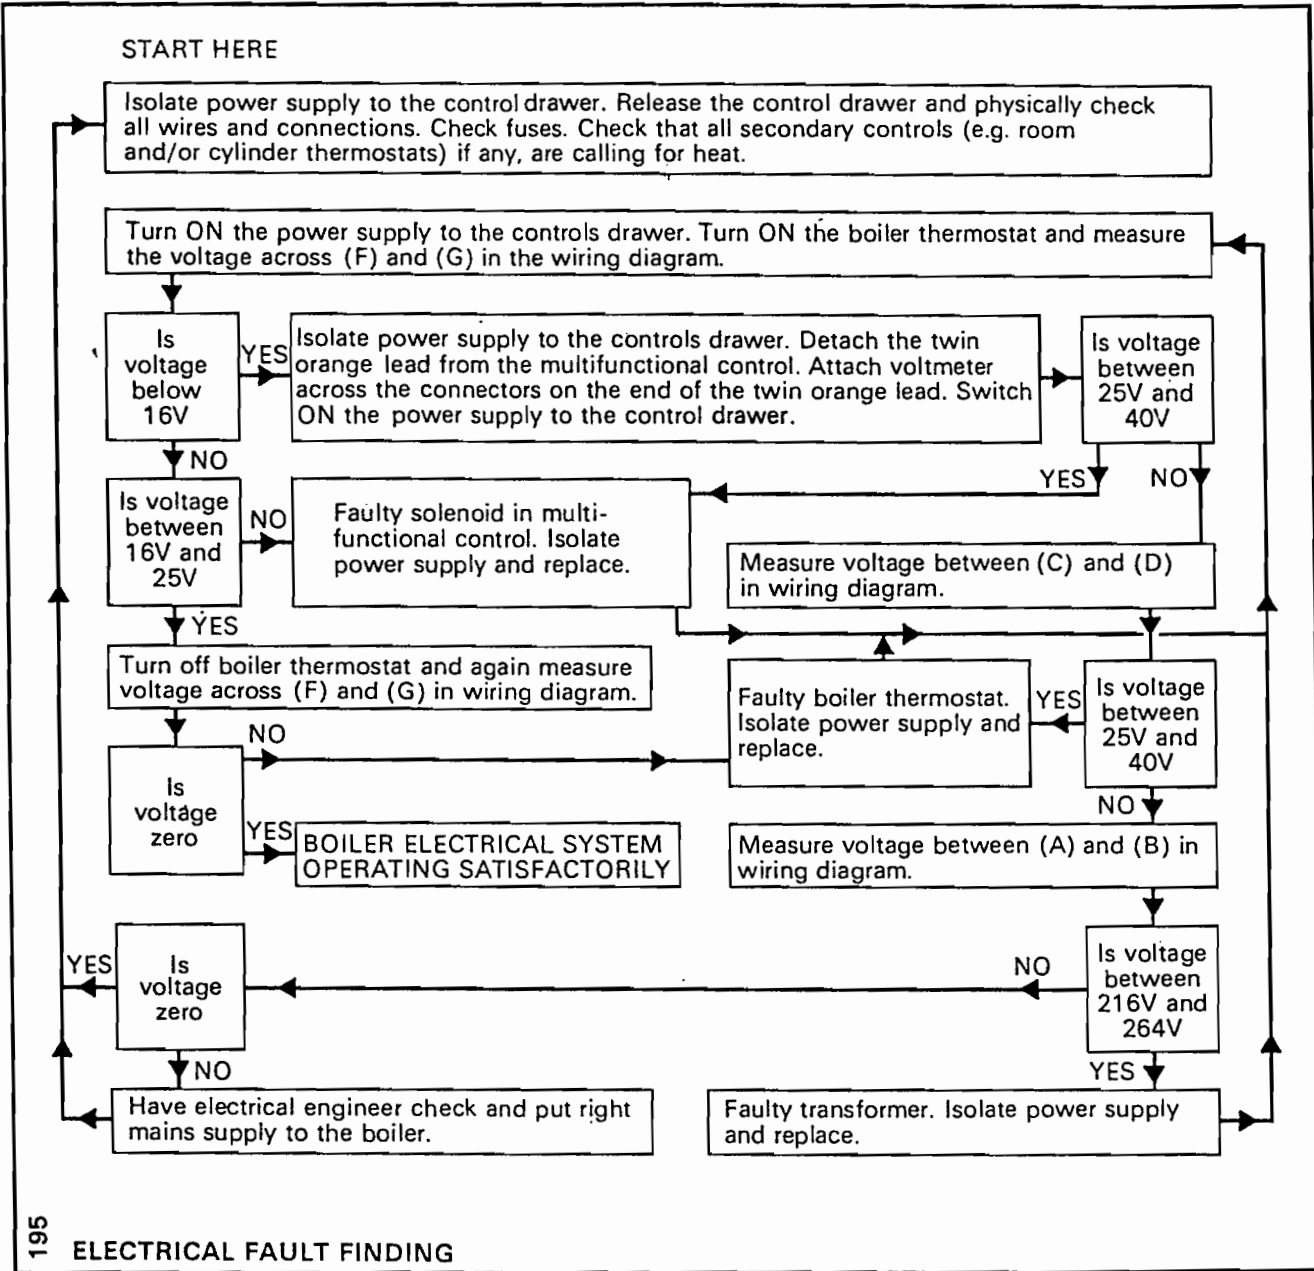 START HERE
Isolate power supply to the control drawer. Release the control drawer and physically check
all wires and connections. Check fuses. Check that all secondary controls (e.g. room
and/or cylinder thermostats) if any, are calling for heat.
Turn ON the power supply to the controls drawer. Turn ON the boiler thermostat and measure
the voltage across (F) and (G) in the wiring diagram.
Is
voltage
below
16V
YES
Isolate power supply to the controls drawer. Detach the twin
orange lead from the multifunctional control. Attach voltmeter
across the connectors on the end of the twin orange lead. Switch
ON the power supply to the control drawer.
Is voltage
between
25V and
40V
NO
YES
NO
Is voltage
between
16V and
25V
NO
Faulty solenoid in multi-
functional control. Isolate
power supply and replace.
Measure voltage between (C) and (D)
in wiring diagram.
YES
Turn off boiler thermostat and again measure
voltage across (F) and (G) in wiring diagram.
Faulty boiler thermostat.
Isolate power supply and
replace.
YES
Is voltage
between
25V and
40V
NO
Is
voltage
zero
YES
BOILER ELECTRICAL SYSTEM
OPERATING SATISFACTORILY
NO
Measure voltage between (A) and (B) in
wiring diagram.
Is voltage
between
216V and
264V
NO
YES
Is
voltage
zero
NO
YES
Have electrical engineer check and put right
mains supply to the boiler.
Faulty transformer. Isolate power supply
and replace.
195
ELECTRICAL FAULT FINDING